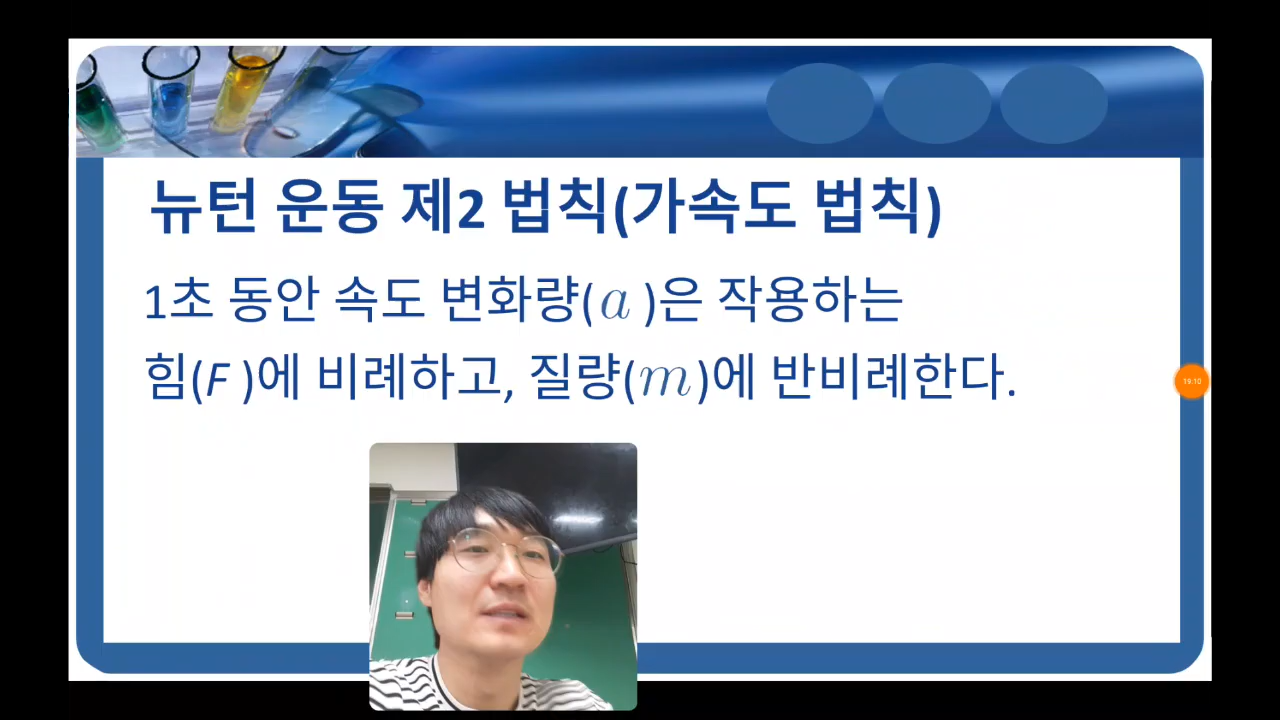 뉴턴 운동 제2 법칙(가속도 법칙)
1초 동안 속도 변화량(a )은 작용하는
힘(F )에 비례하고, 질량(m)에 반비례한다.
19:10